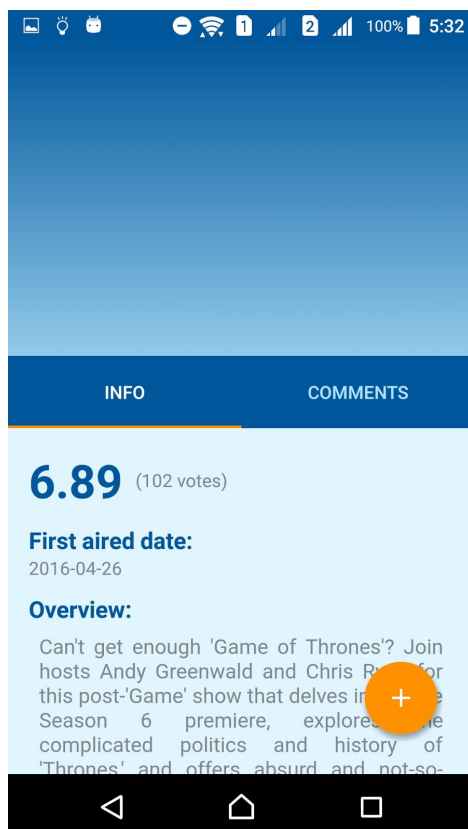 1 2 100% 5:32
INFO COMMENTS
6.89 (102 votes)
First aired date:
2016-04-26
Overview:
Can't get enough 'Game of Thrones'? Join
hosts Andy Greenwald and Chris for
this post-'Game' show that delves
Season 6 premiere,
complicated politics and history of
'Thrones' and offers absurd and not-so-